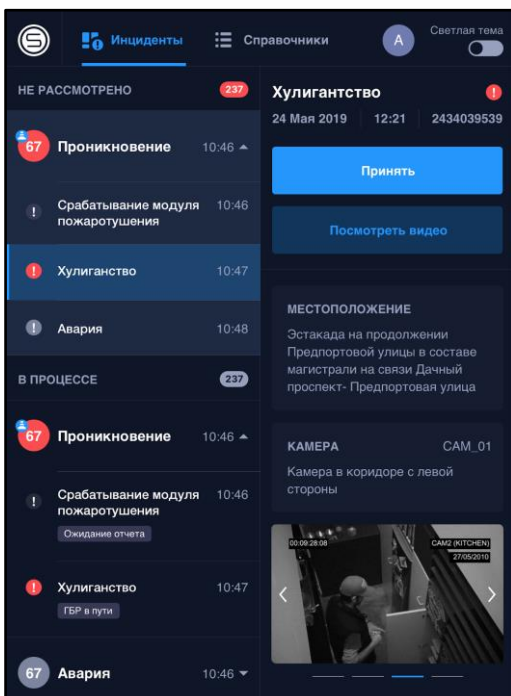 Инциденты
Справочники
А
Светлая тема
НЕ РАССМОТРЕНО 237
67 Проникновение 10:46
! Срабатывание модуля 10:46
пожаротушения
! Хулиганство 10:47
! Авария 10:48
В ПРОЦЕССЕ 237
67 Проникновение 10:46
! Срабатывание модуля 10:46
пожаротушения
Ожидание отчета
! Хулиганство 10:47
ГБР в пути
67 Авария 10:46
Хулигантство !
24 Мая 2019 12:21 2434039539
Принять
Посмотреть видео
МЕСТОПОЛОЖЕНИЕ
Эстакада на продолжении
Предпортовой улицы в составе
магистрали на связи Дачный
проспект- Предпортовая улица
КАМЕРА CAM_01
Камера в коридоре с левой
стороны
00:09:28:08 CAM2 (KITCHEN)
27/05/2010